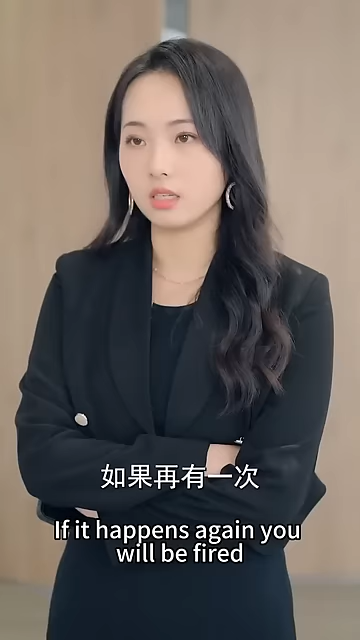 如果再有一次
If it happens again you
will be fired